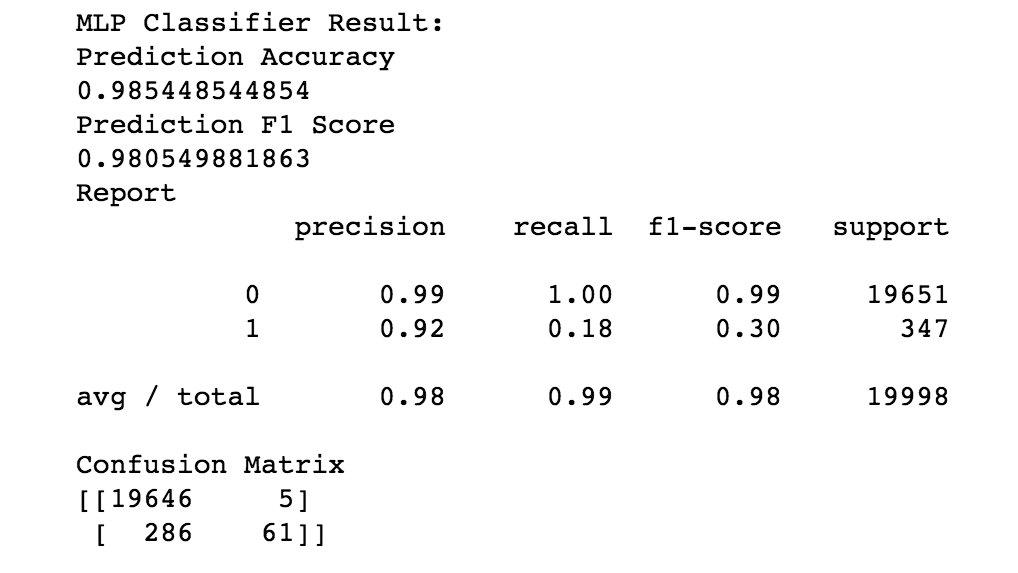 MLP Classifier Result:
Prediction Accuracy
0.985448544854
Prediction F1 Score
0.980549881863
Report
precision recall f1-score support
0 0.99 1.00 0.99 19651
1 0.92 0.18 0.30 347
avg / total 0.98 0.99 0.98 19998
Confusion Matrix
[[19646 5]
[ 286 61]]